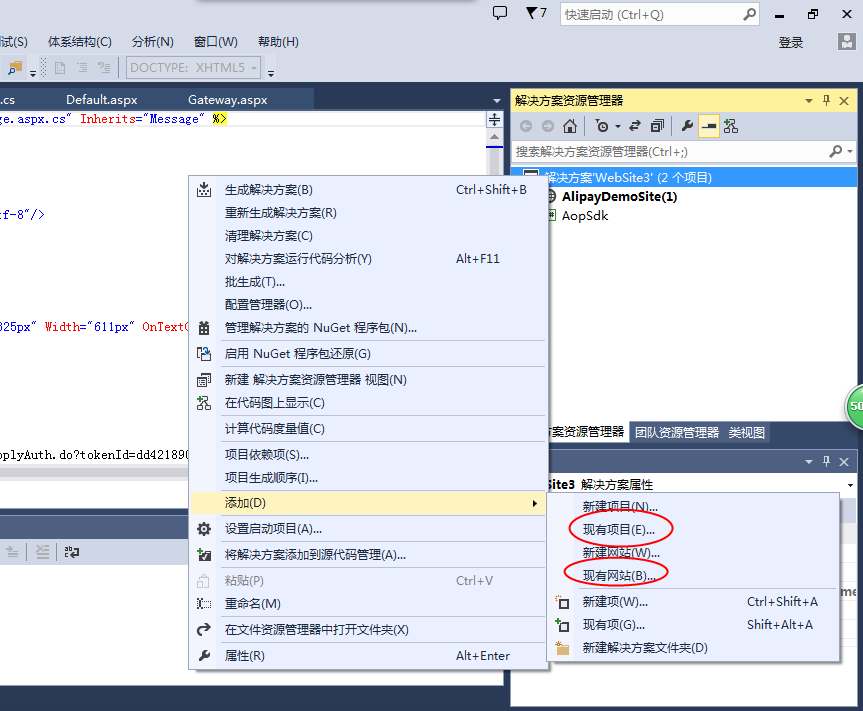 7
快速启动 (Ctrl+Q)
试(S) 体系结构(C) 分析(N) 窗口(W) 帮助(H)
登录
DOCTYPE: XHTML5
.cs Default.aspx Gateway.aspx
ge.aspx.cs" Inherits="Message" %>
解决方案资源管理器
搜索解决方案资源管理器(Ctrl+;)
解决方案'WebSite3' (2 个项目)
AlipayDemoSite(1)
AopSdk
tf-8"/>
325px" Width="611px" OnText
pplyAuth.do?tokenId=dd421890
生成解决方案(B) Ctrl+Shift+B
重新生成解决方案(R)
清理解决方案(C)
对解决方案运行代码分析(Y) Alt+F11
批生成(T)...
配置管理器(O)...
管理解决方案的 NuGet 程序包(N)...
启用 NuGet 程序包还原(G)
新建 解决方案资源管理器 视图(N)
在代码图上显示(C)
计算代码度量值(C)
项目依赖项(S)...
项目生成顺序(I)...
添加(D)
设置启动项目(A)...
将解决方案添加到源代码管理(A)...
粘贴(P) Ctrl+V
重命名(M)
在文件资源管理器中打开文件夹(X)
属性(R) Alt+Enter
50
方案资源管理器 团队资源管理器 类视图
Site3 解决方案属性
新建项目(N)...
现有项目(E)...
新建网站(W)...
现有网站(B)...
新建项(W)... Ctrl+Shift+A
现有项(G)... Shift+Alt+A
新建解决方案文件夹(D)
me